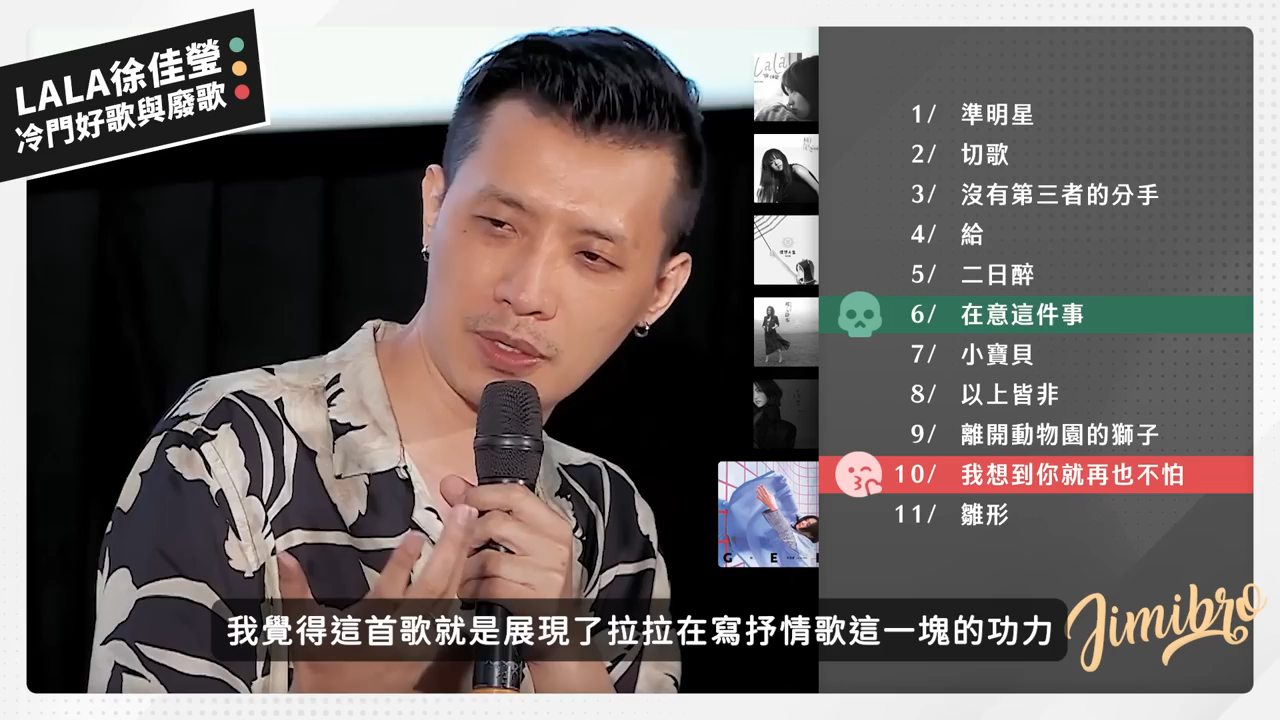 LALA徐佳瑩
冷門好歌與廢歌
LaLa
1/ 準明星
2/ 切歌
3/ 沒有第三者的分手
4/ 給
5/ 二日醉
6/ 在意這件事
7/ 小寶貝
8/ 以上皆非
9/ 離開動物園的獅子
10/ 我想到你就再也不怕
11/ 雛形
G E
我覺得這首歌就是展現了拉拉在寫抒情歌這一塊的功力
Jimibro